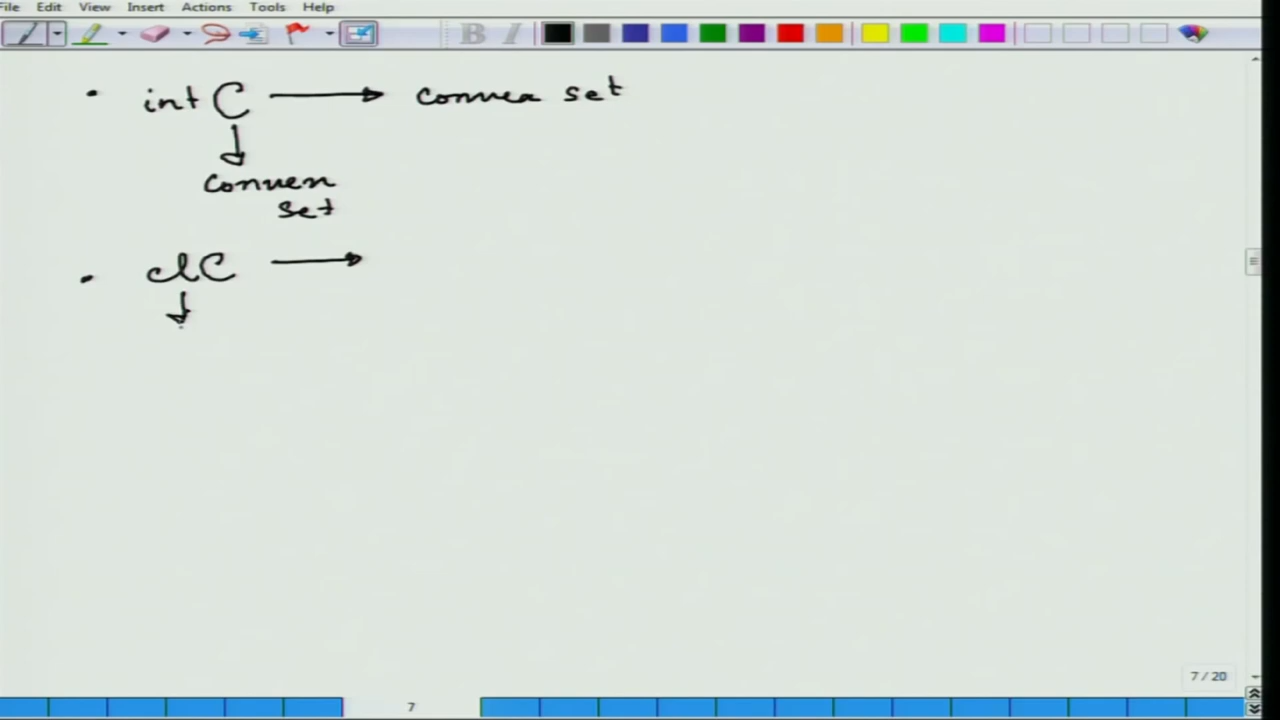 File Edit View Insert Actions Tools Help
B I
• int C → convex set
↓
convex
set
• cl C →
↓
7 / 20
7